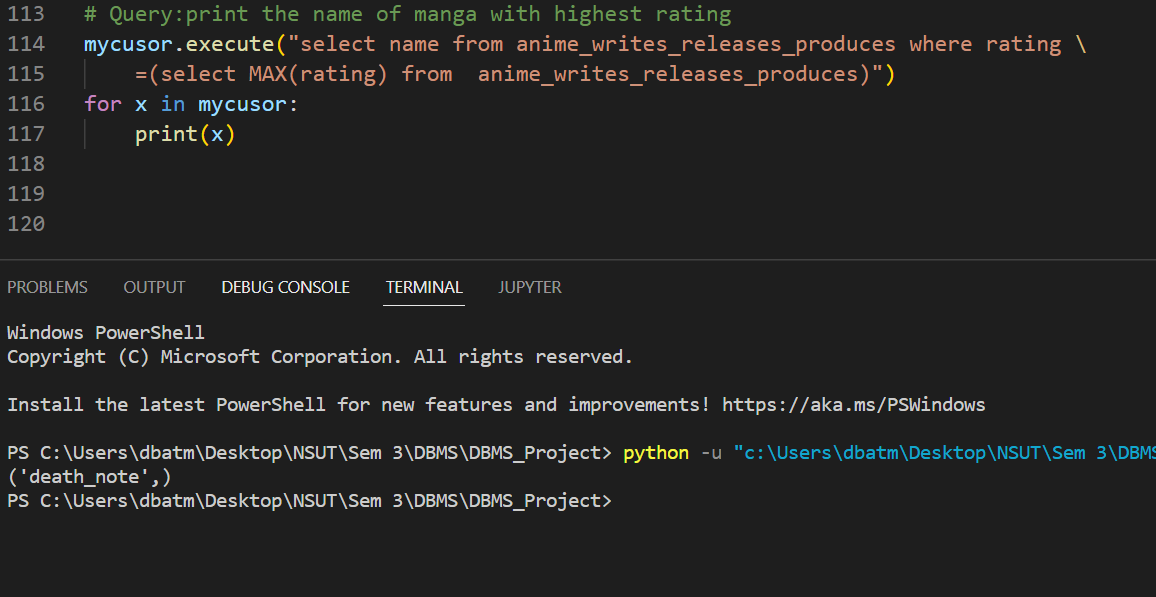 113 # Query:print the name of manga with highest rating
114 mycusor.execute("select name from anime_writes_releases_produces where rating \
115 =(select MAX(rating) from  anime_writes_releases_produces)")
116 for x in mycusor:
117 print(x)
118
119
120
PROBLEMS OUTPUT DEBUG CONSOLE TERMINAL JUPYTER
Windows PowerShell
Copyright (C) Microsoft Corporation. All rights reserved.
Install the latest PowerShell for new features and improvements! https://aka.ms/PSWindows
PS C:\Users\dbatm\Desktop\NSUT\Sem 3\DBMS\DBMS_Project> python -u "c:\Users\dbatm\Desktop\NSUT\Sem 3\DBMS
('death_note',)
PS C:\Users\dbatm\Desktop\NSUT\Sem 3\DBMS\DBMS_Project>